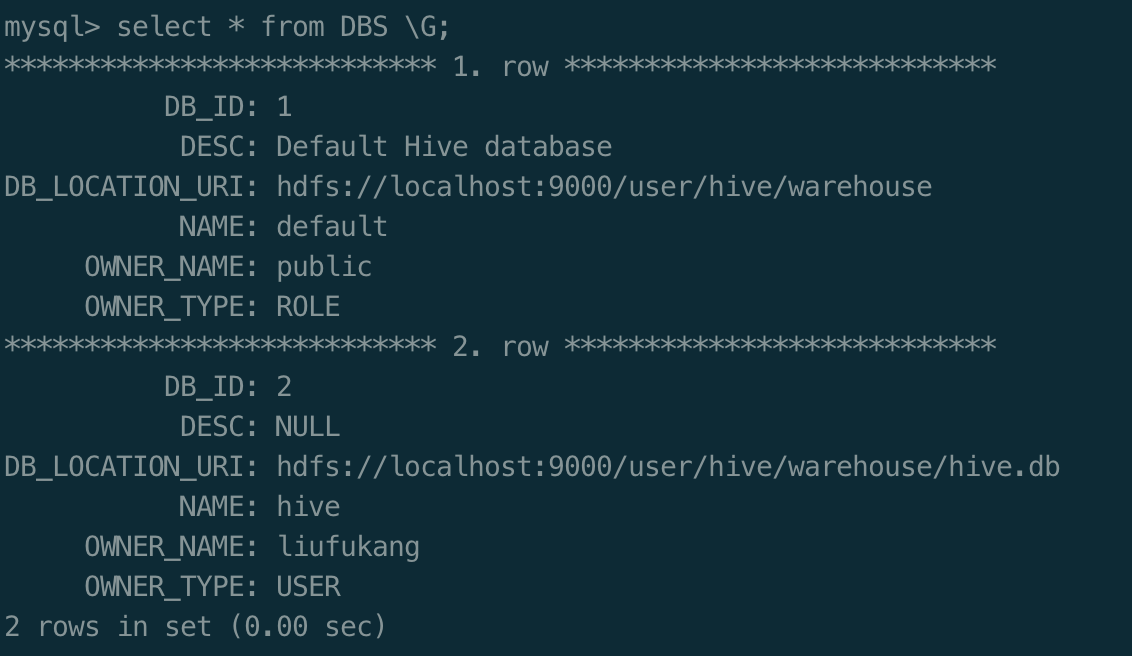 mysql> select * from DBS \G;
*************************** 1. row ***************************
          DB_ID: 1
           DESC: Default Hive database
DB_LOCATION_URI: hdfs://localhost:9000/user/hive/warehouse
           NAME: default
     OWNER_NAME: public
     OWNER_TYPE: ROLE
*************************** 2. row ***************************
          DB_ID: 2
           DESC: NULL
DB_LOCATION_URI: hdfs://localhost:9000/user/hive/warehouse/hive.db
           NAME: hive
     OWNER_NAME: liufukang
     OWNER_TYPE: USER
2 rows in set (0.00 sec)